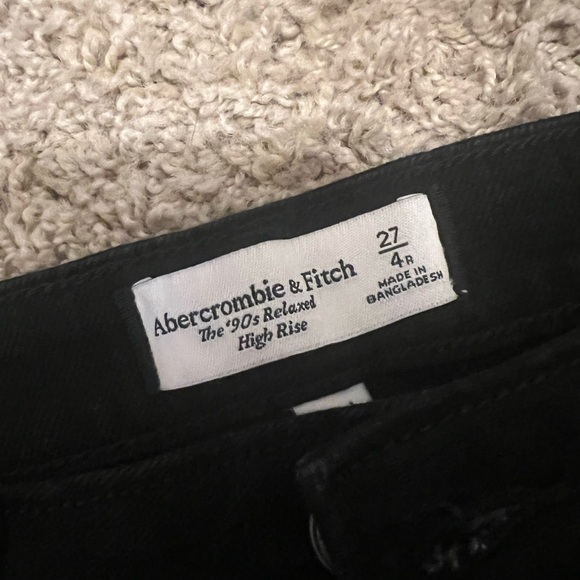 Abercrombie & Fitch
The '90s Relaxed
High Rise
27
4R
MADE IN
BANGLADESH